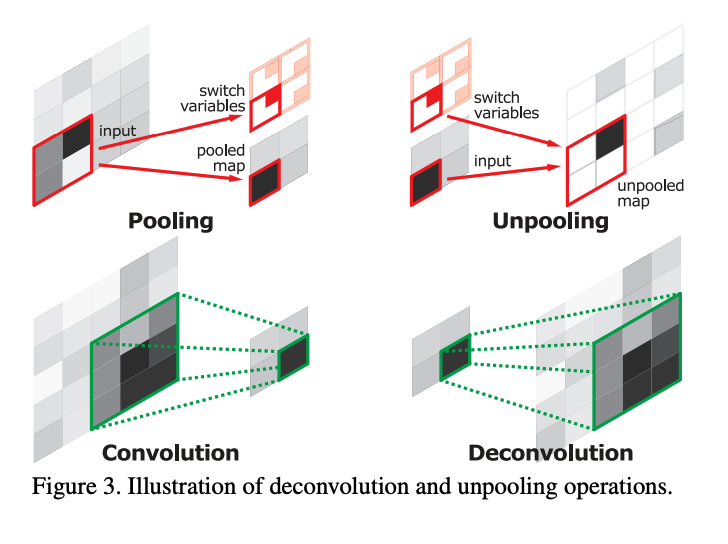 switch
variables
input
pooled
map
Pooling
switch
variables
input
unpooled
map
Unpooling
Convolution
Deconvolution
Figure 3. Illustration of deconvolution and unpooling operations.